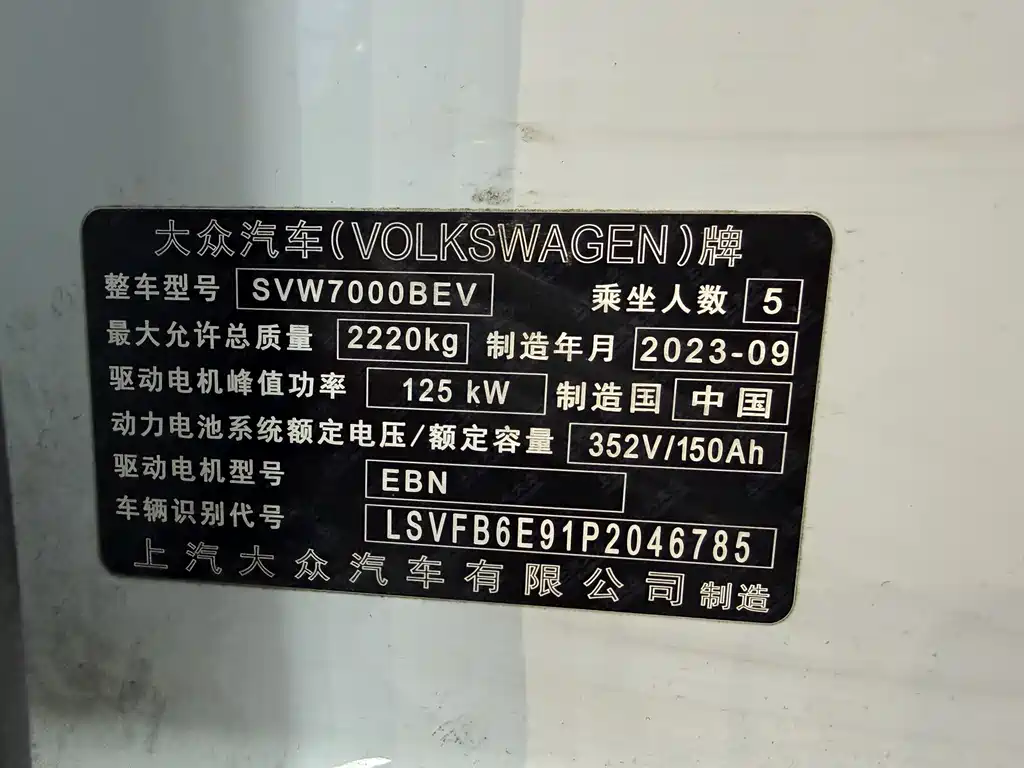 大众汽车(VOLKSWAGEN)牌
整车型号 SVW7000BEV 乘坐人数 5
最大允许总质量 2220kg 制造年月 2023-09
驱动电机峰值功率 125 kW 制造国 中国
动力电池系统额定电压/额定容量 352V/150Ah
驱动电机型号 EBN
车辆识别代号 LSVFB6E91P2046785
上汽大众汽车有限公司 制造